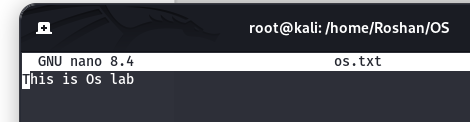 root@kali: /home/Roshan/OS
GNU nano 8.4 os.txt
This is Os lab